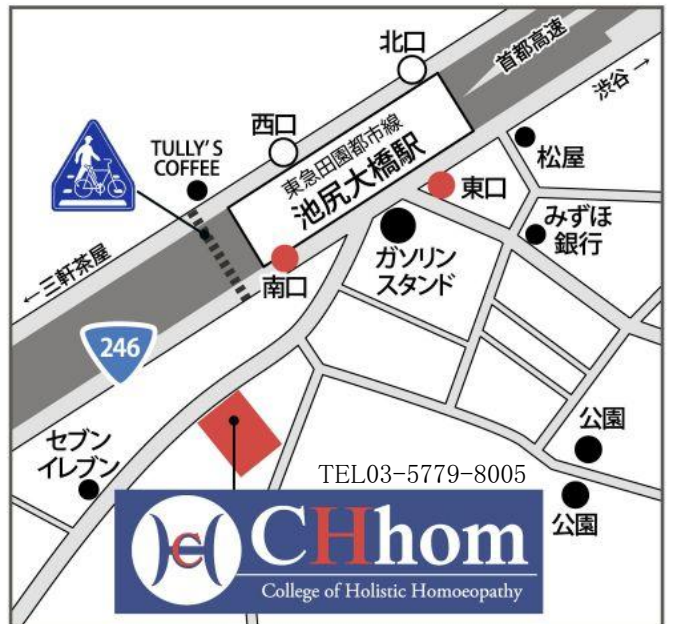 北口
首都高速
渋谷→
西口
TULLY'S
COFFEE
東急田園都市線
池尻大橋駅
松屋
東口
みずほ
銀行
ガソリン
スタンド
←三軒茶屋
南口
246
セブン
イレブン
公園
TEL03-5779-8005
公園
HcH
CHhom
College of Holistic Homoeopathy